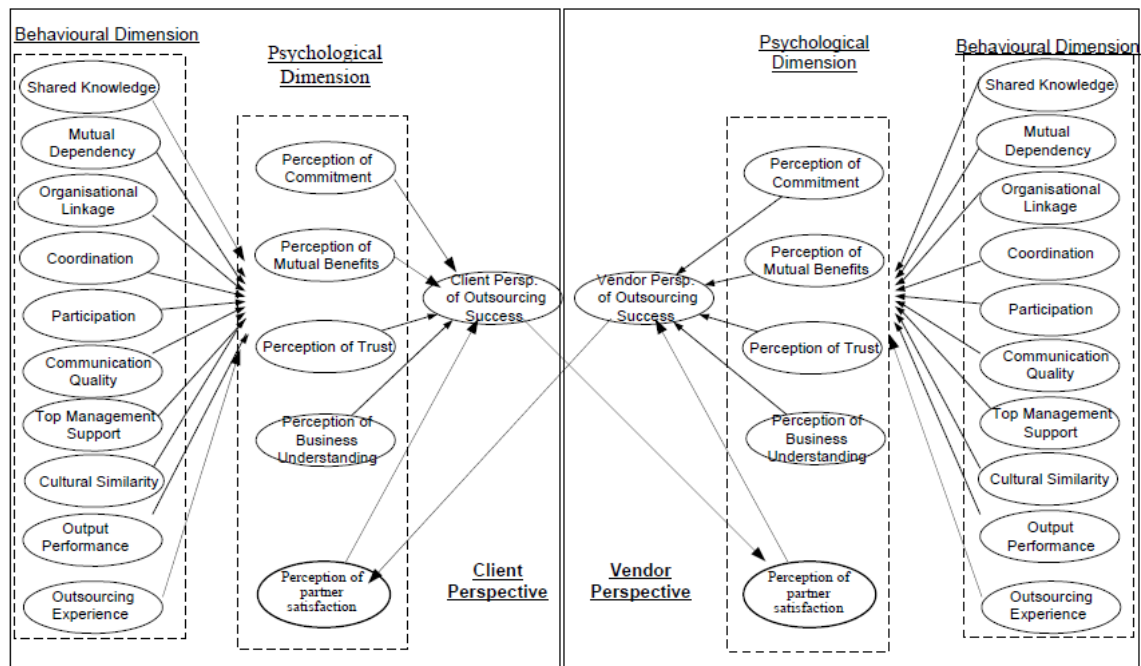 Behavioural Dimension
Shared Knowledge
Mutual
Dependency
Organisational
Linkage
Coordination
Participation
Communication
Quality
Top Management
Support
Cultural Similarity
Output
Performance
Outsourcing
Experience
Psychological
Dimension
Perception of
Commitment
Perception of
Mutual Benefits
Perception of Trust
Perception of
Business
Understanding
Perception of
partner
satisfaction
Client Persp.
of Outsourcing
Success
Client
Perspective
Vendor Persp.
of Outsourcing
Success
Vendor
Perspective
Psychological
Dimension
Perception of
Commitment
Perception of
Mutual Benefits
Perception of Trust
Perception of
Business
Understanding
Perception of
partner
satisfaction
Behavioural Dimension
Shared Knowledge
Mutual
Dependency
Organisational
Linkage
Coordination
Participation
Communication
Quality
Top Management
Support
Cultural Similarity
Output
Performance
Outsourcing
Experience